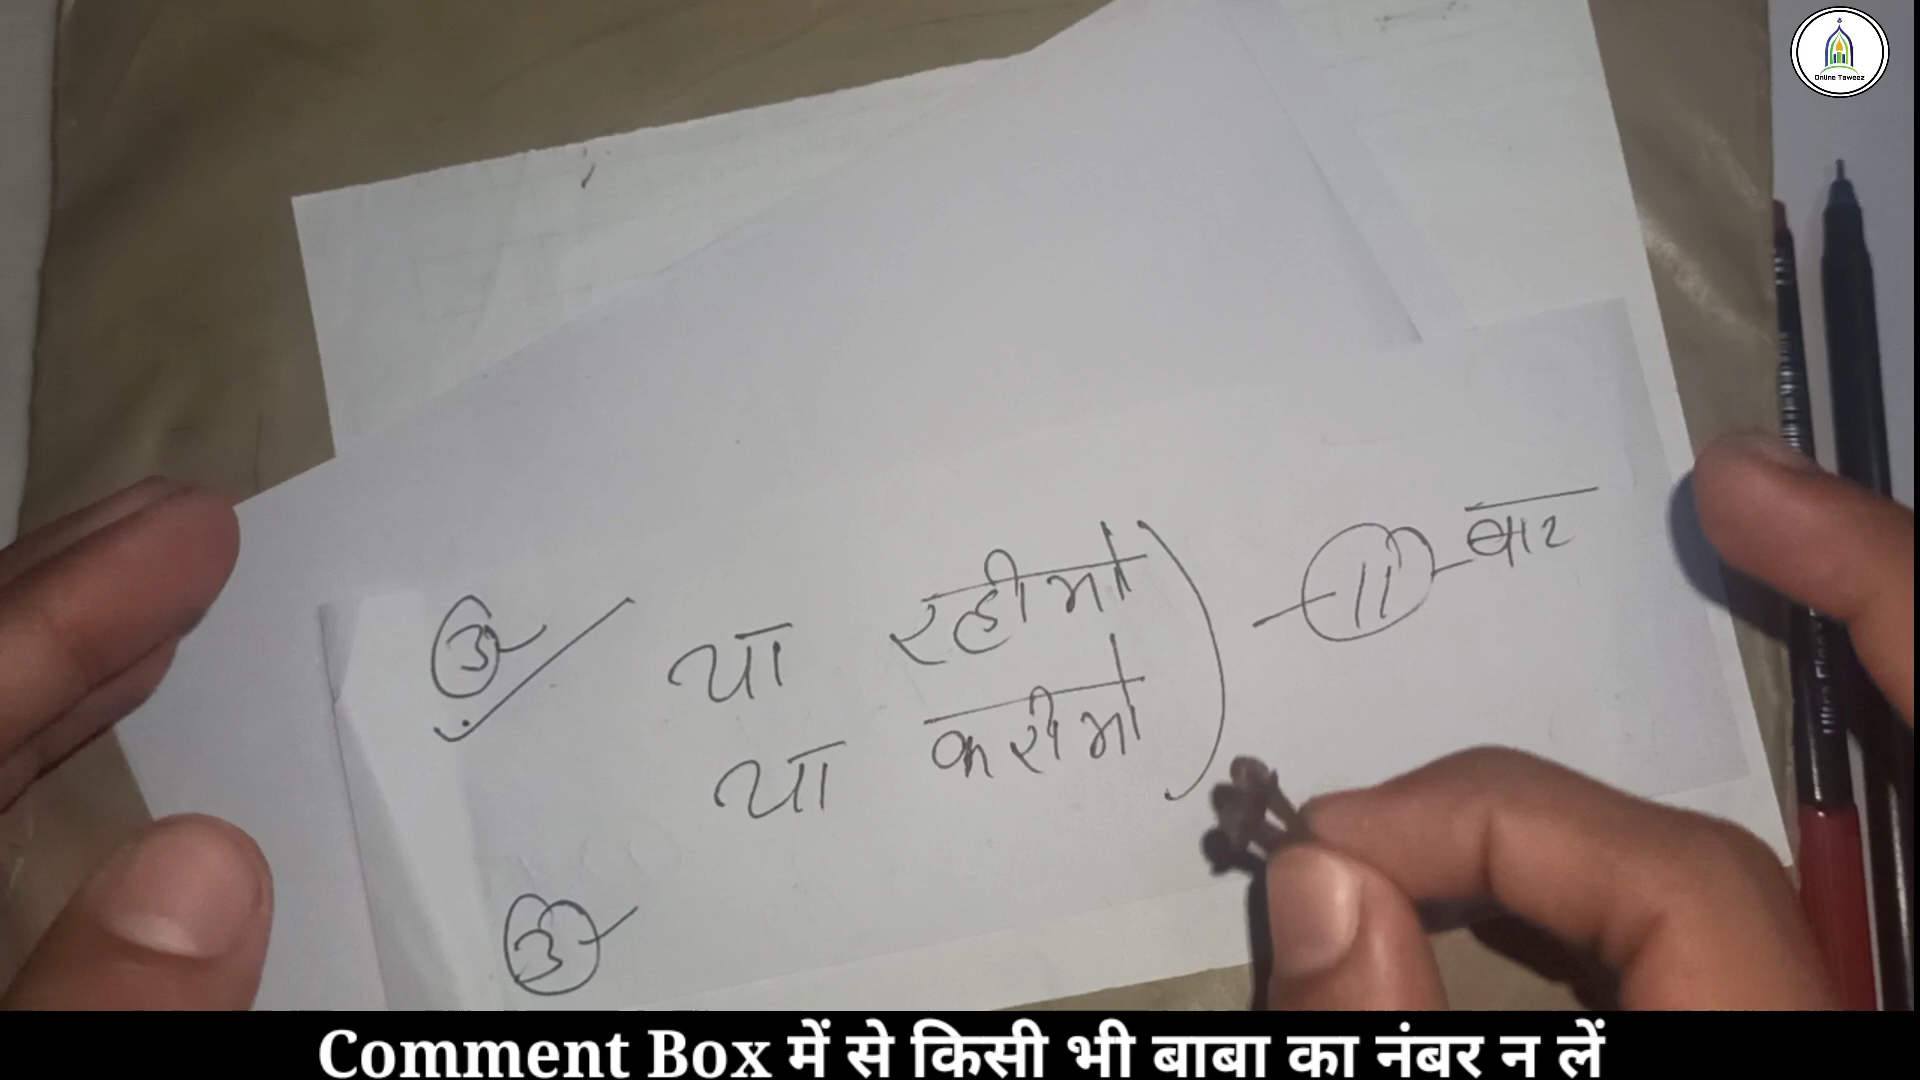 Online Taweez
③ या रहीमो
या करीमो
11 बार
③
Comment Box में से किसी भी बाबा का नंबर न लें